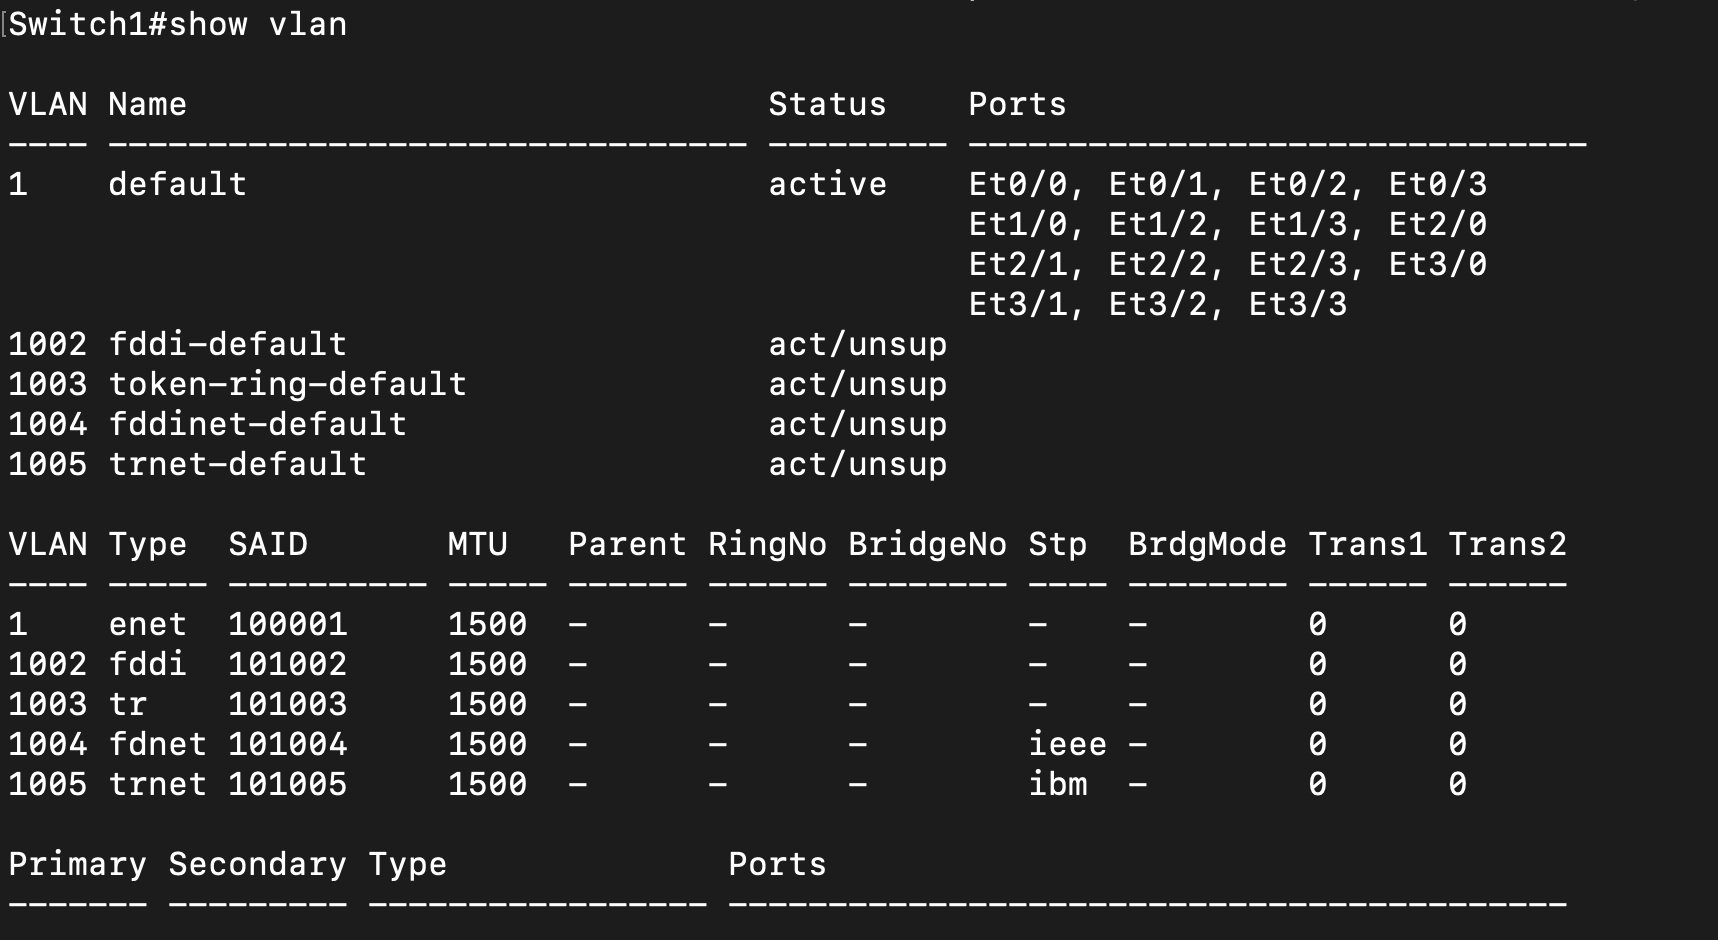 [Switch1#show vlan

VLAN Name                             Status    Ports
---- -------------------------------- --------- -------------------------------
1    default                          active    Et0/0, Et0/1, Et0/2, Et0/3
                                                Et1/0, Et1/2, Et1/3, Et2/0
                                                Et2/1, Et2/2, Et2/3, Et3/0
                                                Et3/1, Et3/2, Et3/3
1002 fddi-default                     act/unsup
1003 token-ring-default               act/unsup
1004 fddinet-default                  act/unsup
1005 trnet-default                    act/unsup

VLAN Type  SAID       MTU   Parent RingNo BridgeNo Stp  BrdgMode Trans1 Trans2
---- ----- ---------- ----- ------ ------ -------- ---- -------- ------ ------
1    enet  100001     1500  -      -      -        -    -        0      0
1002 fddi  101002     1500  -      -      -        -    -        0      0
1003 tr    101003     1500  -      -      -        -    -        0      0
1004 fdnet 101004     1500  -      -      -        ieee -        0      0
1005 trnet 101005     1500  -      -      -        ibm  -        0      0

Primary Secondary Type              Ports
------- --------- ----------------- ------------------------------------------